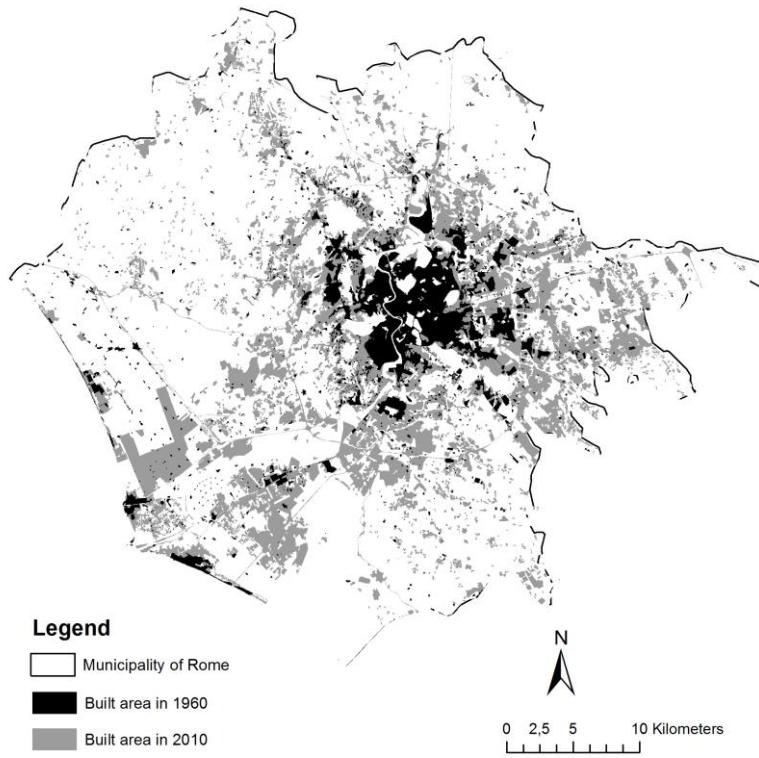 Legend
Municipality of Rome
Built area in 1960
Built area in 2010
N
0 2,5 5 10 Kilometers